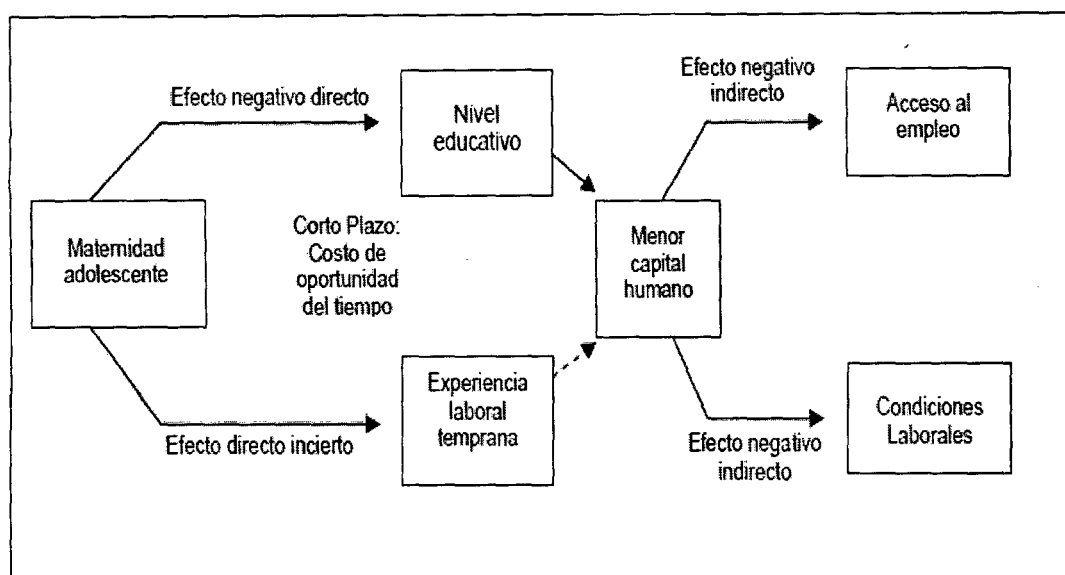 Efecto negativo directo
Nivel
educativo
Efecto negativo
indirecto
Acceso al
empleo
Maternidad
adolescente
Corto Plazo:
Costo de
oportunidad
del tiempo
Menor
capital
humano
Experiencia
laboral
temprana
Efecto directo incierto
Efecto negativo
indirecto
Condiciones
Laborales